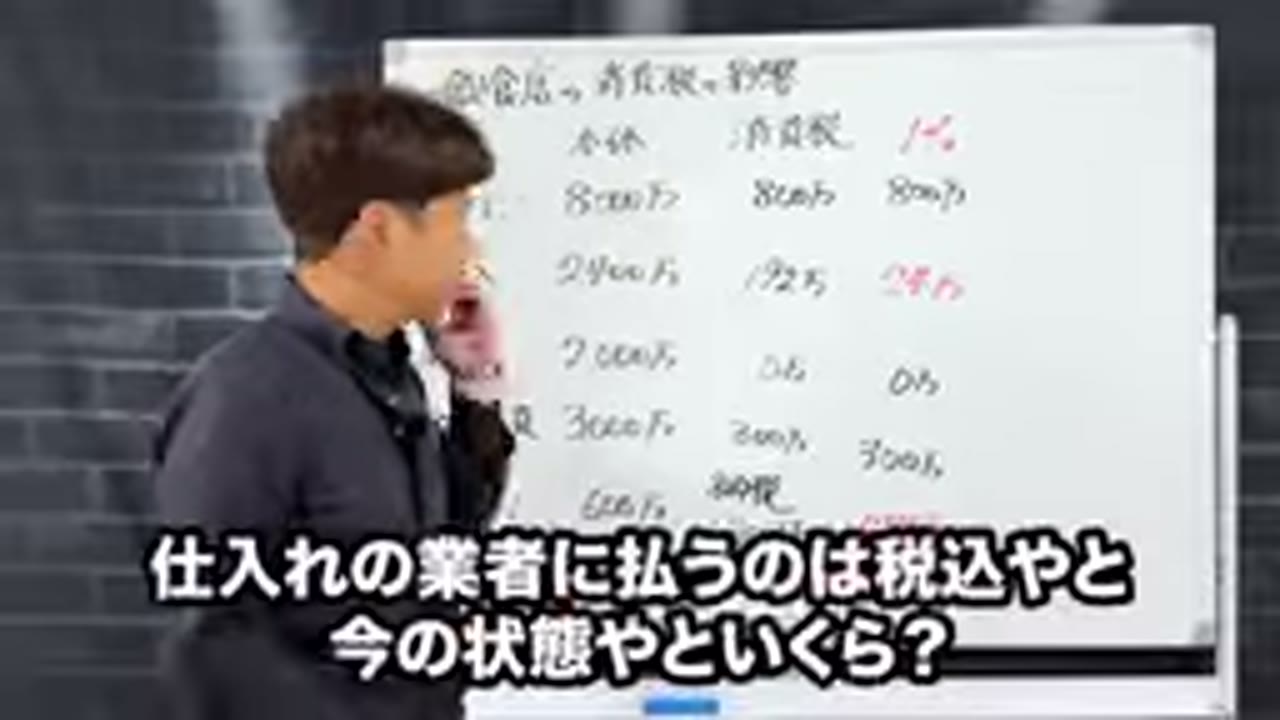 飲食店の消費税の影響
本体 消費税 1%
8000万 800万 800万
2400万 192万 24万
2000万 0万 0万
3000万 300万 300万
600万 納税
仕入れの業者に払うのは税込やと
今の状態やといくら?